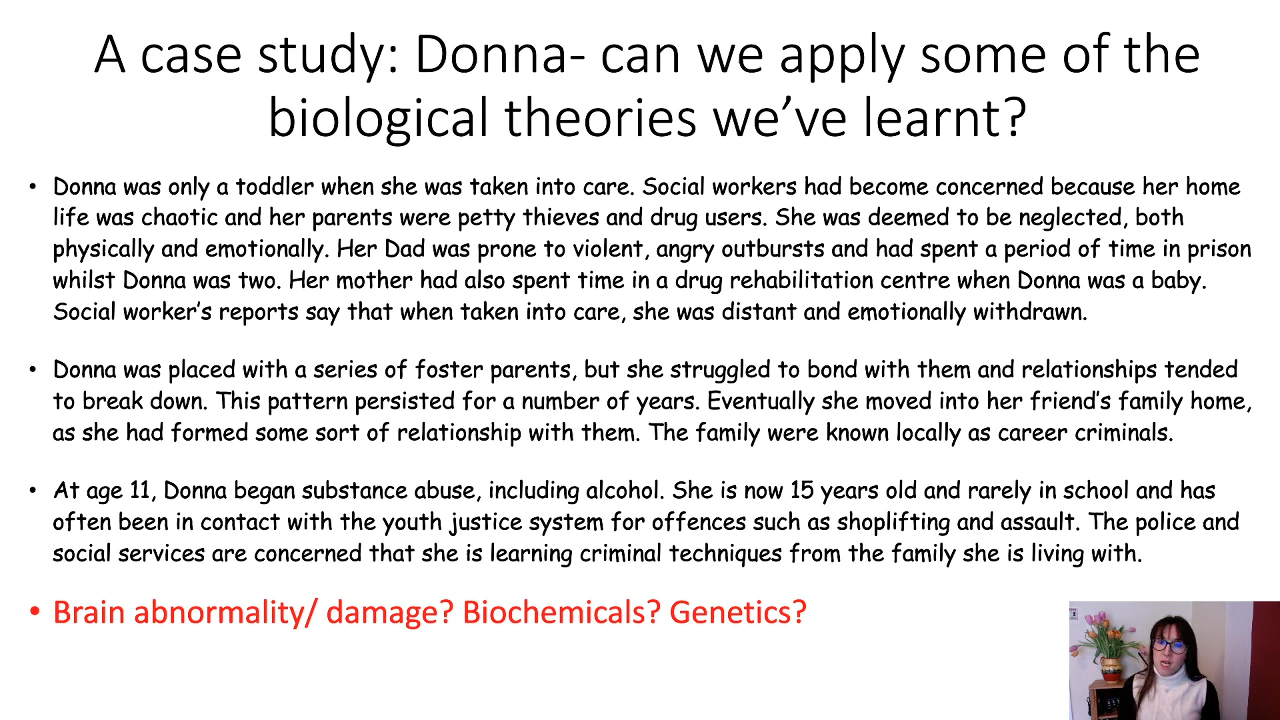 A case study: Donna- can we apply some of the
biological theories we've learnt?
• Donna was only a toddler when she was taken into care. Social workers had become concerned because her home
life was chaotic and her parents were petty thieves and drug users. She was deemed to be neglected, both
physically and emotionally. Her Dad was prone to violent, angry outbursts and had spent a period of time in prison
whilst Donna was two. Her mother had also spent time in a drug rehabilitation centre when Donna was a baby.
Social worker's reports say that when taken into care, she was distant and emotionally withdrawn.
• Donna was placed with a series of foster parents, but she struggled to bond with them and relationships tended
to break down. This pattern persisted for a number of years. Eventually she moved into her friend's family home,
as she had formed some sort of relationship with them. The family were known locally as career criminals.
• At age 11, Donna began substance abuse, including alcohol. She is now 15 years old and rarely in school and has
often been in contact with the youth justice system for offences such as shoplifting and assault. The police and
social services are concerned that she is learning criminal techniques from the family she is living with.
• Brain abnormality/ damage? Biochemicals? Genetics?